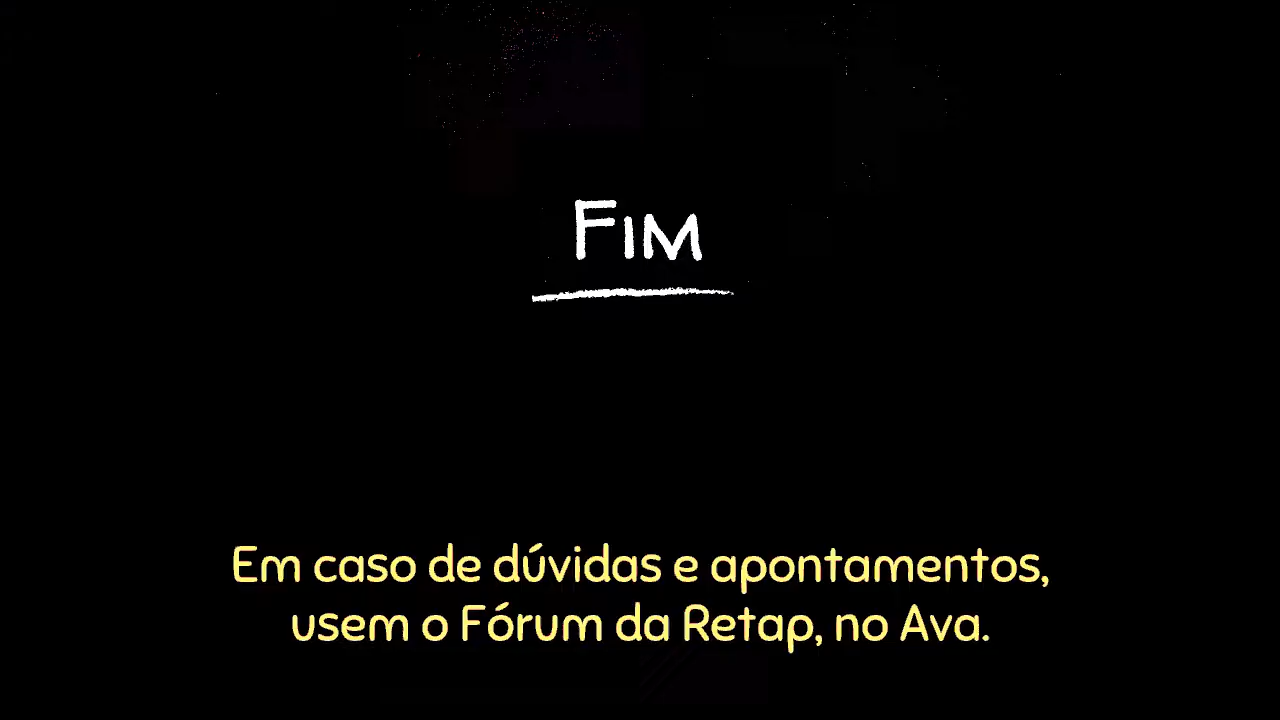 Fim
Em caso de dúvidas e apontamentos,
usem o Fórum da Retap, no Ava.